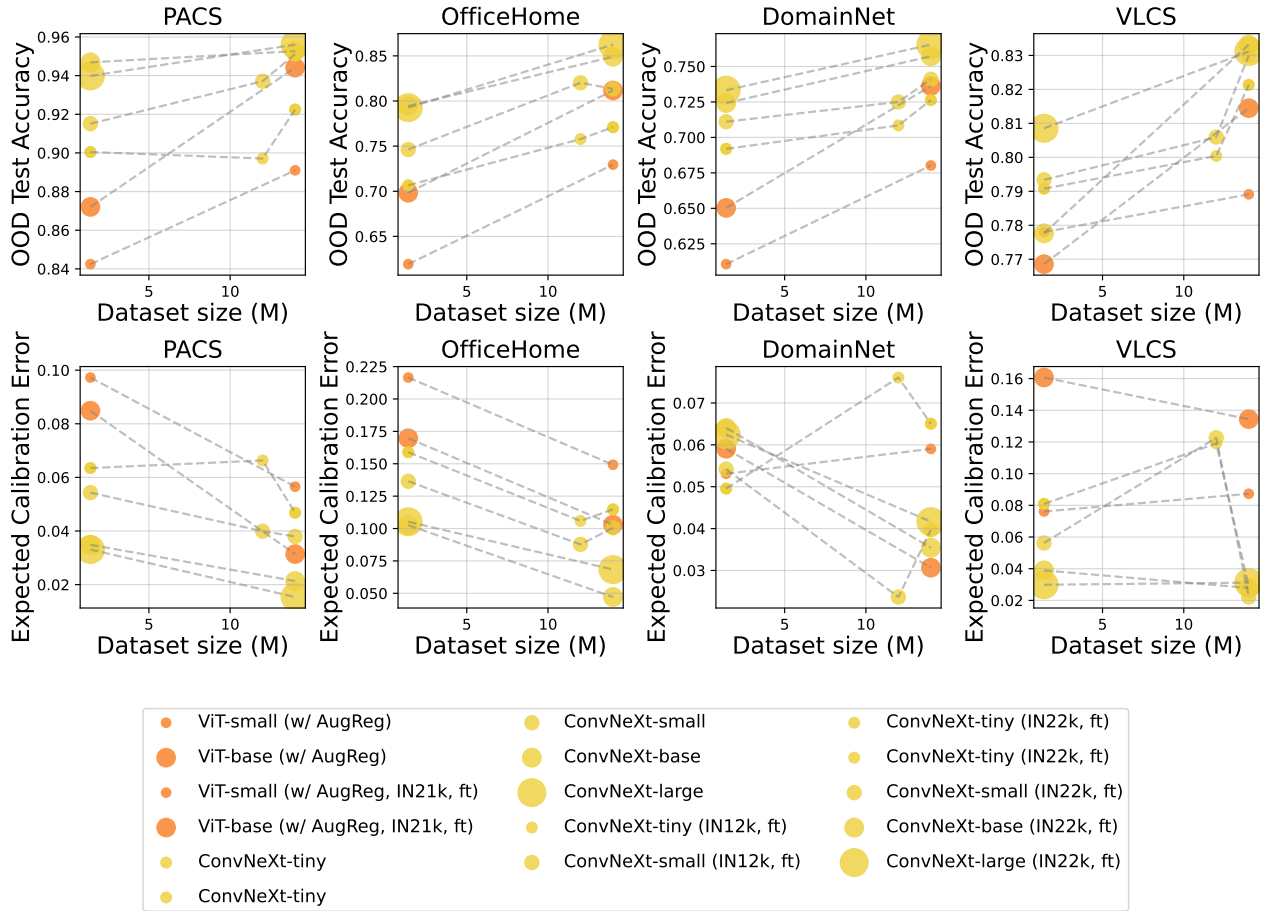 PACS OfficeHome DomainNet VLCS
OOD Test Accuracy OOD Test Accuracy OOD Test Accuracy OOD Test Accuracy
0.96 0.94 0.92 0.90 0.88 0.86 0.84
0.85 0.80 0.75 0.70 0.65
0.750 0.725 0.700 0.675 0.650 0.625
0.83 0.82 0.81 0.80 0.79 0.78 0.77
5 10 5 10 5 10 5 10
Dataset size (M) Dataset size (M) Dataset size (M) Dataset size (M)
PACS OfficeHome DomainNet VLCS
Expected Calibration Error Expected Calibration Error Expected Calibration Error Expected Calibration Error
0.10 0.08 0.06 0.04 0.02
0.225 0.200 0.175 0.150 0.125 0.100 0.075 0.050
0.07 0.06 0.05 0.04 0.03
0.16 0.14 0.12 0.10 0.08 0.06 0.04 0.02
5 10 5 10 5 10 5 10
Dataset size (M) Dataset size (M) Dataset size (M) Dataset size (M)
ViT-small (w/ AugReg)
ViT-base (w/ AugReg)
ViT-small (w/ AugReg, IN21k, ft)
ViT-base (w/ AugReg, IN21k, ft)
ConvNeXt-tiny
ConvNeXt-tiny
ConvNeXt-small
ConvNeXt-base
ConvNeXt-large
ConvNeXt-tiny (IN12k, ft)
ConvNeXt-small (IN12k, ft)
ConvNeXt-tiny (IN22k, ft)
ConvNeXt-tiny (IN22k, ft)
ConvNeXt-small (IN22k, ft)
ConvNeXt-base (IN22k, ft)
ConvNeXt-large (IN22k, ft)